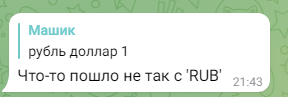 Машик
рубль доллар 1
Что-то пошло не так с 'RUB'
21:43